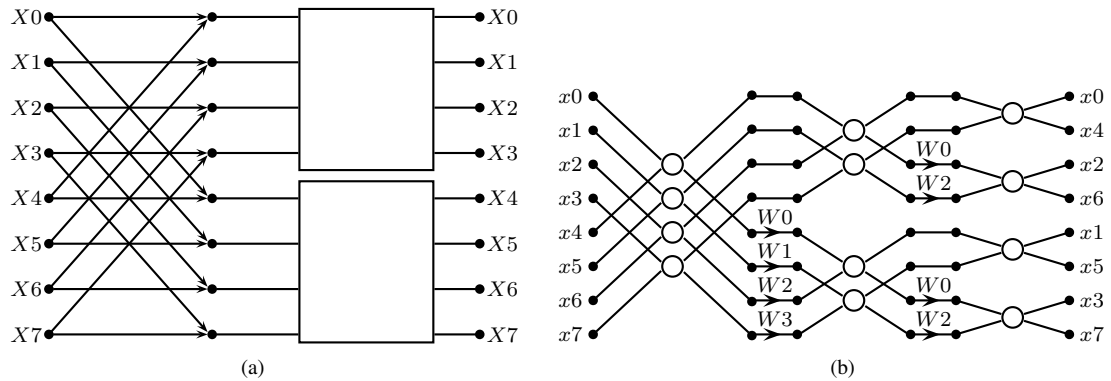 X0 X0
X1 X1
X2 X2
X3 X3
X4 X4
X5 X5
X6 X6
X7 X7
(a)
x0 x0
x1 x4
x2 W0 x2
x3 W2 x6
x4 W0 x1
x5 W1 x5
x6 W2 W0 x3
x7 W3 W2 x7
(b)